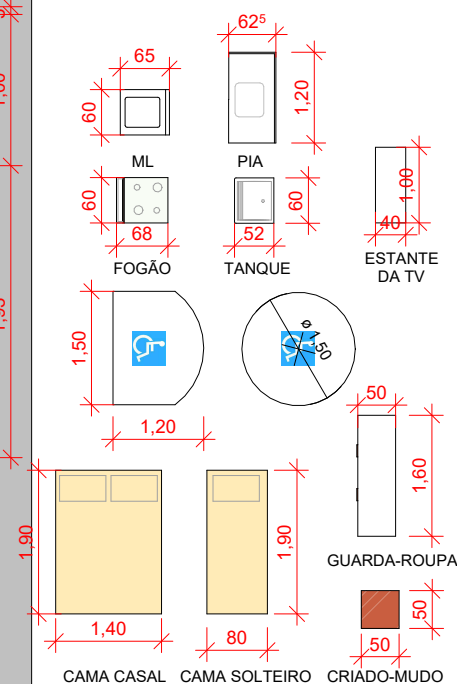 65
62⁵
60
1,20
ML
PIA
60
68
52
60
1,00
40
FOGÃO
TANQUE
ESTANTE
DA TV
1,50
1,20
ø 1,50
50
1,60
GUARDA-ROUPA
1,90
1,40
1,90
80
50
50
CAMA CASAL
CAMA SOLTEIRO
CRIADO-MUDO